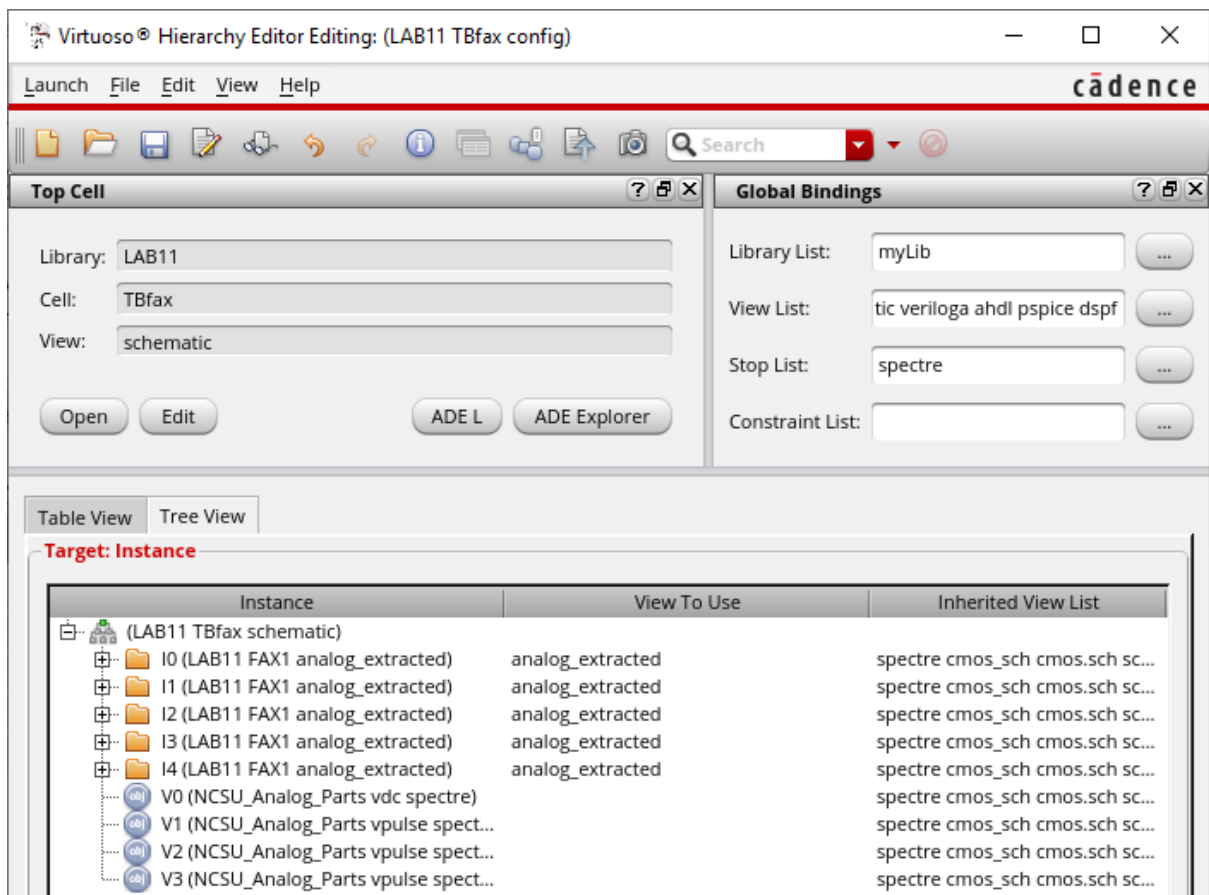 Virtuoso® Hierarchy Editor Editing: (LAB11 TBfax config)
Launch File Edit View Help
cādence
Search
Top Cell
Library: LAB11
Cell: TBfax
View: schematic
Open Edit ADE L ADE Explorer
Global Bindings
Library List: myLib ...
View List: tic veriloga ahdl pspice dspf ...
Stop List: spectre ...
Constraint List: ...
Table View Tree View
Target: Instance
Instance View To Use Inherited View List
(LAB11 TBfax schematic)
I0 (LAB11 FAX1 analog_extracted) analog_extracted spectre cmos_sch cmos.sch sc...
I1 (LAB11 FAX1 analog_extracted) analog_extracted spectre cmos_sch cmos.sch sc...
I2 (LAB11 FAX1 analog_extracted) analog_extracted spectre cmos_sch cmos.sch sc...
I3 (LAB11 FAX1 analog_extracted) analog_extracted spectre cmos_sch cmos.sch sc...
I4 (LAB11 FAX1 analog_extracted) analog_extracted spectre cmos_sch cmos.sch sc...
obj V0 (NCSU_Analog_Parts vdc spectre) spectre cmos_sch cmos.sch sc...
obj V1 (NCSU_Analog_Parts vpulse spect... spectre cmos_sch cmos.sch sc...
obj V2 (NCSU_Analog_Parts vpulse spect... spectre cmos_sch cmos.sch sc...
obj V3 (NCSU_Analog_Parts vpulse spect... spectre cmos_sch cmos.sch sc...